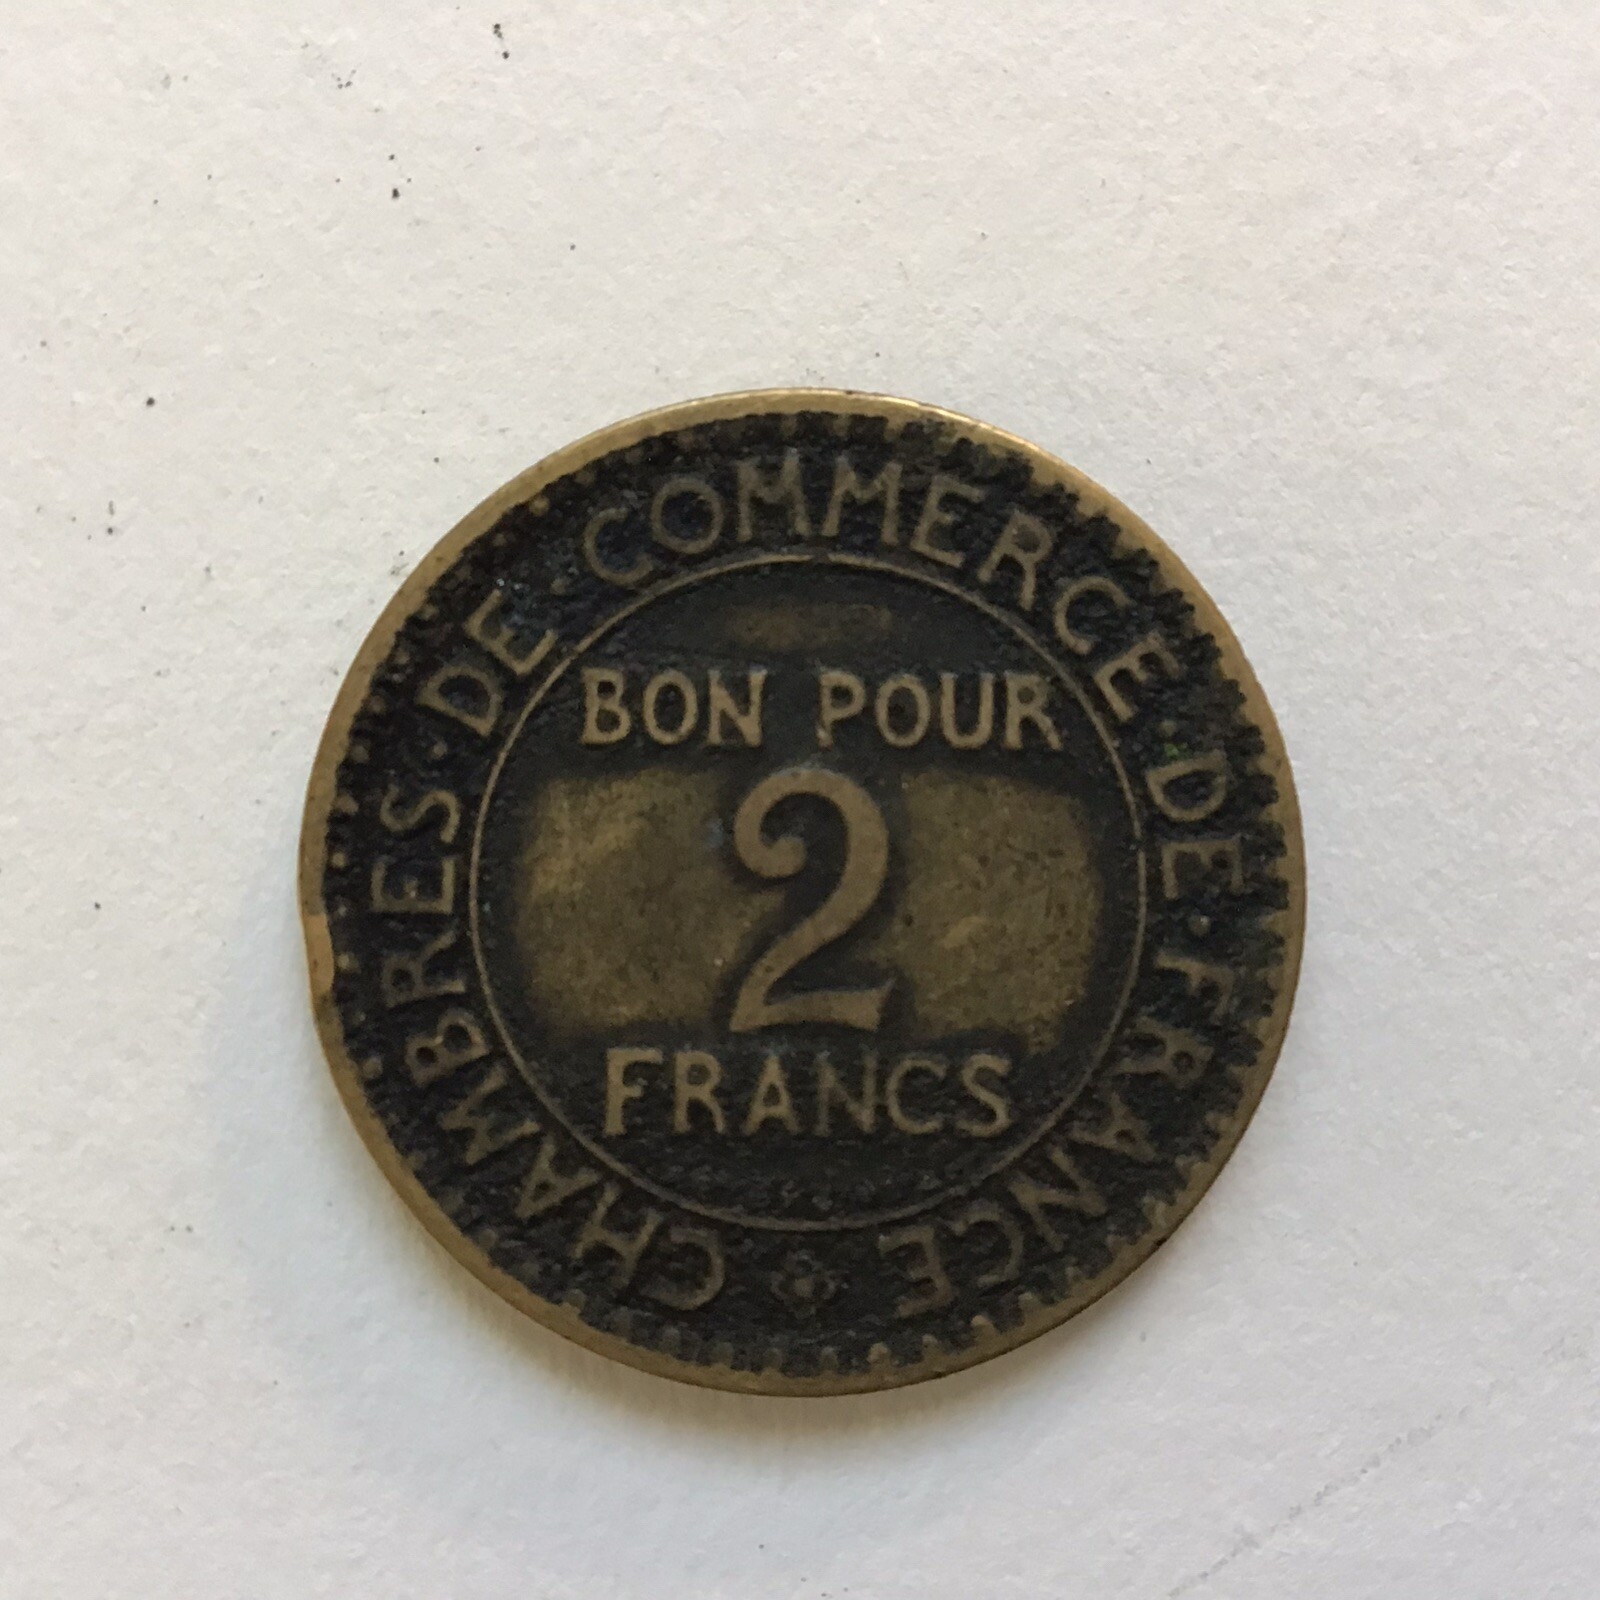 CHAMBRES·DE·COMMERCE·DE·FRANCE
BON POUR
2
FRANCS